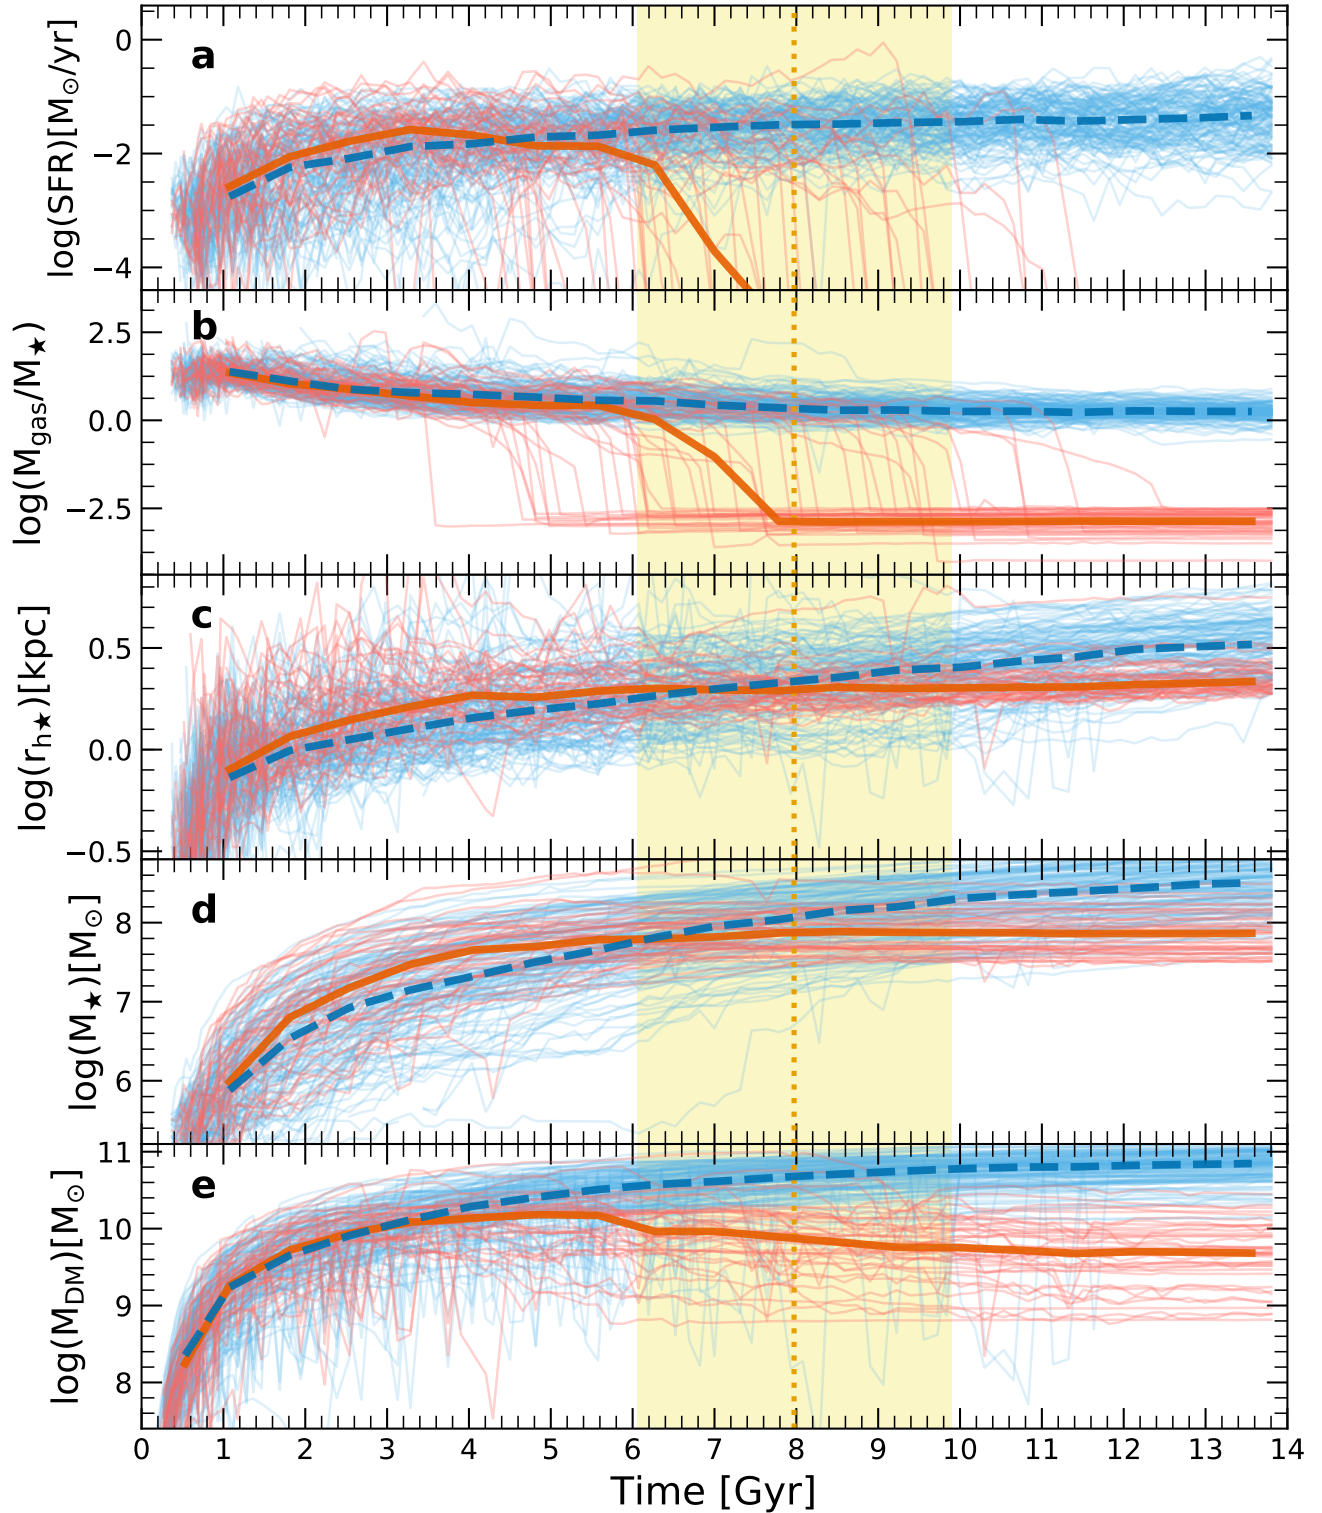 a
log(SFR)[M⊙/yr]
0
−2
−4
b
log(Mgas/M★)
2.5
0.0
−2.5
c
log(rh★)[kpc]
0.5
0.0
−0.5
d
log(M★)[M⊙]
8
7
6
e
log(MDM)[M⊙]
11
10
9
8
0 1 2 3 4 5 6 7 8 9 10 11 12 13 14
Time [Gyr]